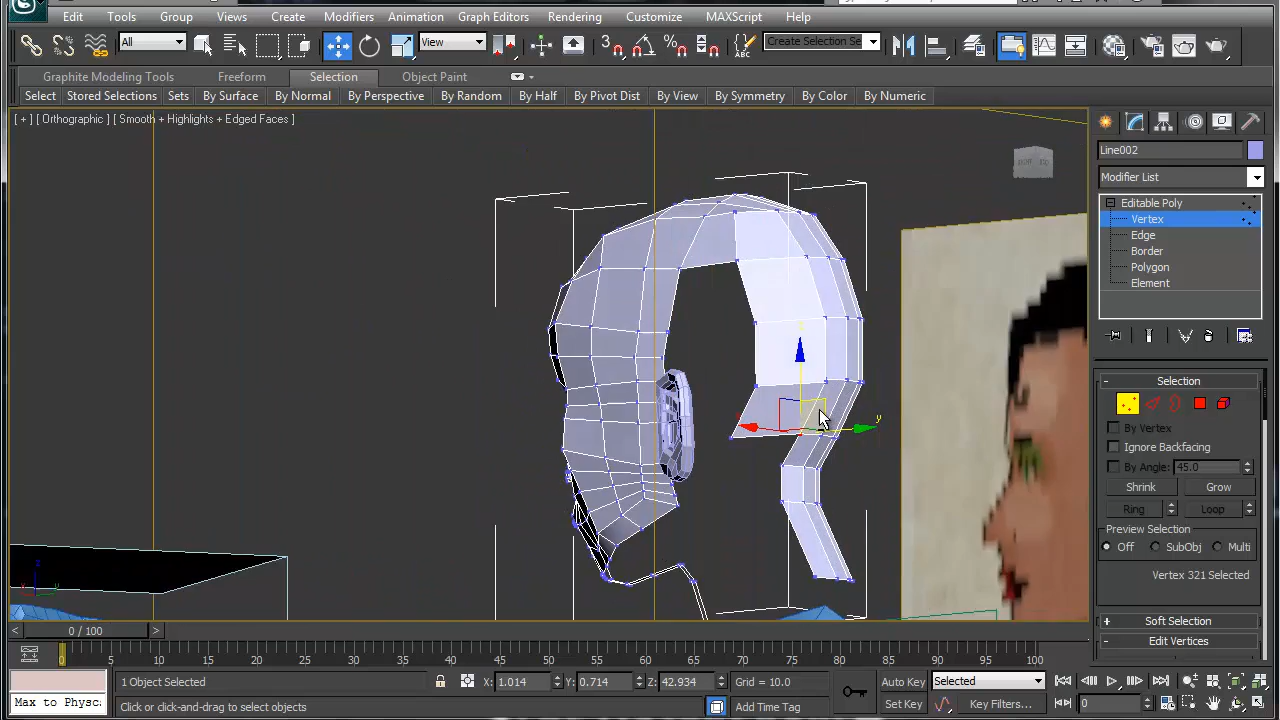 Edit Tools Group Views Create Modifiers Animation Graph Editors Rendering Customize MAXScript Help
All View 3 ABC Create Selection Se
Graphite Modeling Tools Freeform Selection Object Paint
Select Stored Selections Sets By Surface By Normal By Perspective By Random By Half By Pivot Dist By View By Symmetry By Color By Numeric
[ + ] [ Orthographic ] [ Smooth + Highlights + Edged Faces ]
Line002
Modifier List
Editable Poly
Vertex
Edge
Border
Polygon
Element
- Selection
By Vertex
Ignore Backfacing
By Angle: 45.0
Shrink Grow
Ring Loop
Preview Selection
Off SubObj Multi
Vertex 321 Selected
+ Soft Selection
- Edit Vertices
x y
z x y
< 0 / 100 >
0 5 10 15 20 25 30 35 40 45 50 55 60 65 70 75 80 85 90 95 100
1 Object Selected X: 1.014 Y: 0.714 Z: 42.934 Grid = 10.0 Auto Key Selected
Max to Physca Click or click-and-drag to select objects Add Time Tag Set Key Key Filters... 0